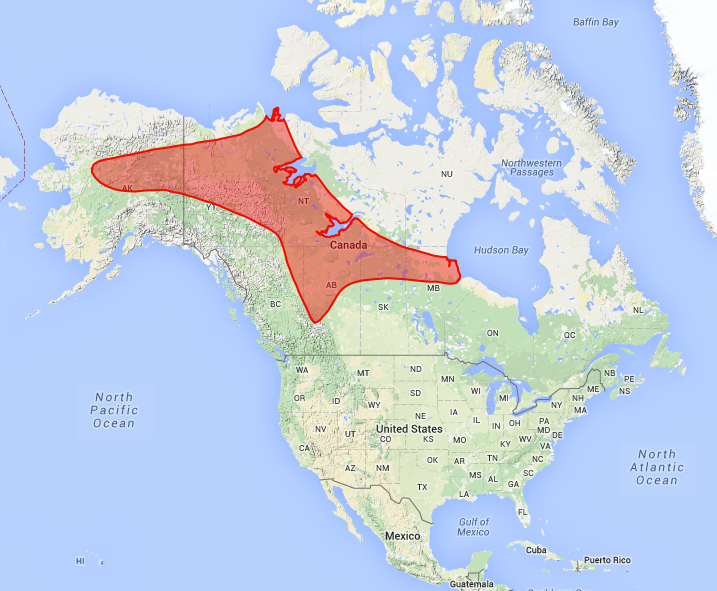 Baffin Bay
Northwestern
Passages
NU
AK
NT
YT
Canada
Hudson Bay
AB
MB
BC
SK
NL
ON
QC
WA
MT
ND
MN
NB
PE
NS
ME
OR
ID
SD
WI
MI
NY
NH
MA
WY
NE
IA
IL
IN
OH
PA
MD
DE
NV
UT
CO
United States
KS
MO
KY
WV
VA
CA
AZ
NM
OK
AR
TN
NC
SC
MS
AL
GA
TX
LA
FL
North
Pacific
Ocean
North
Atlantic
Ocean
Gulf of
Mexico
Mexico
HI
Cuba
Puerto Rico
Guatemala